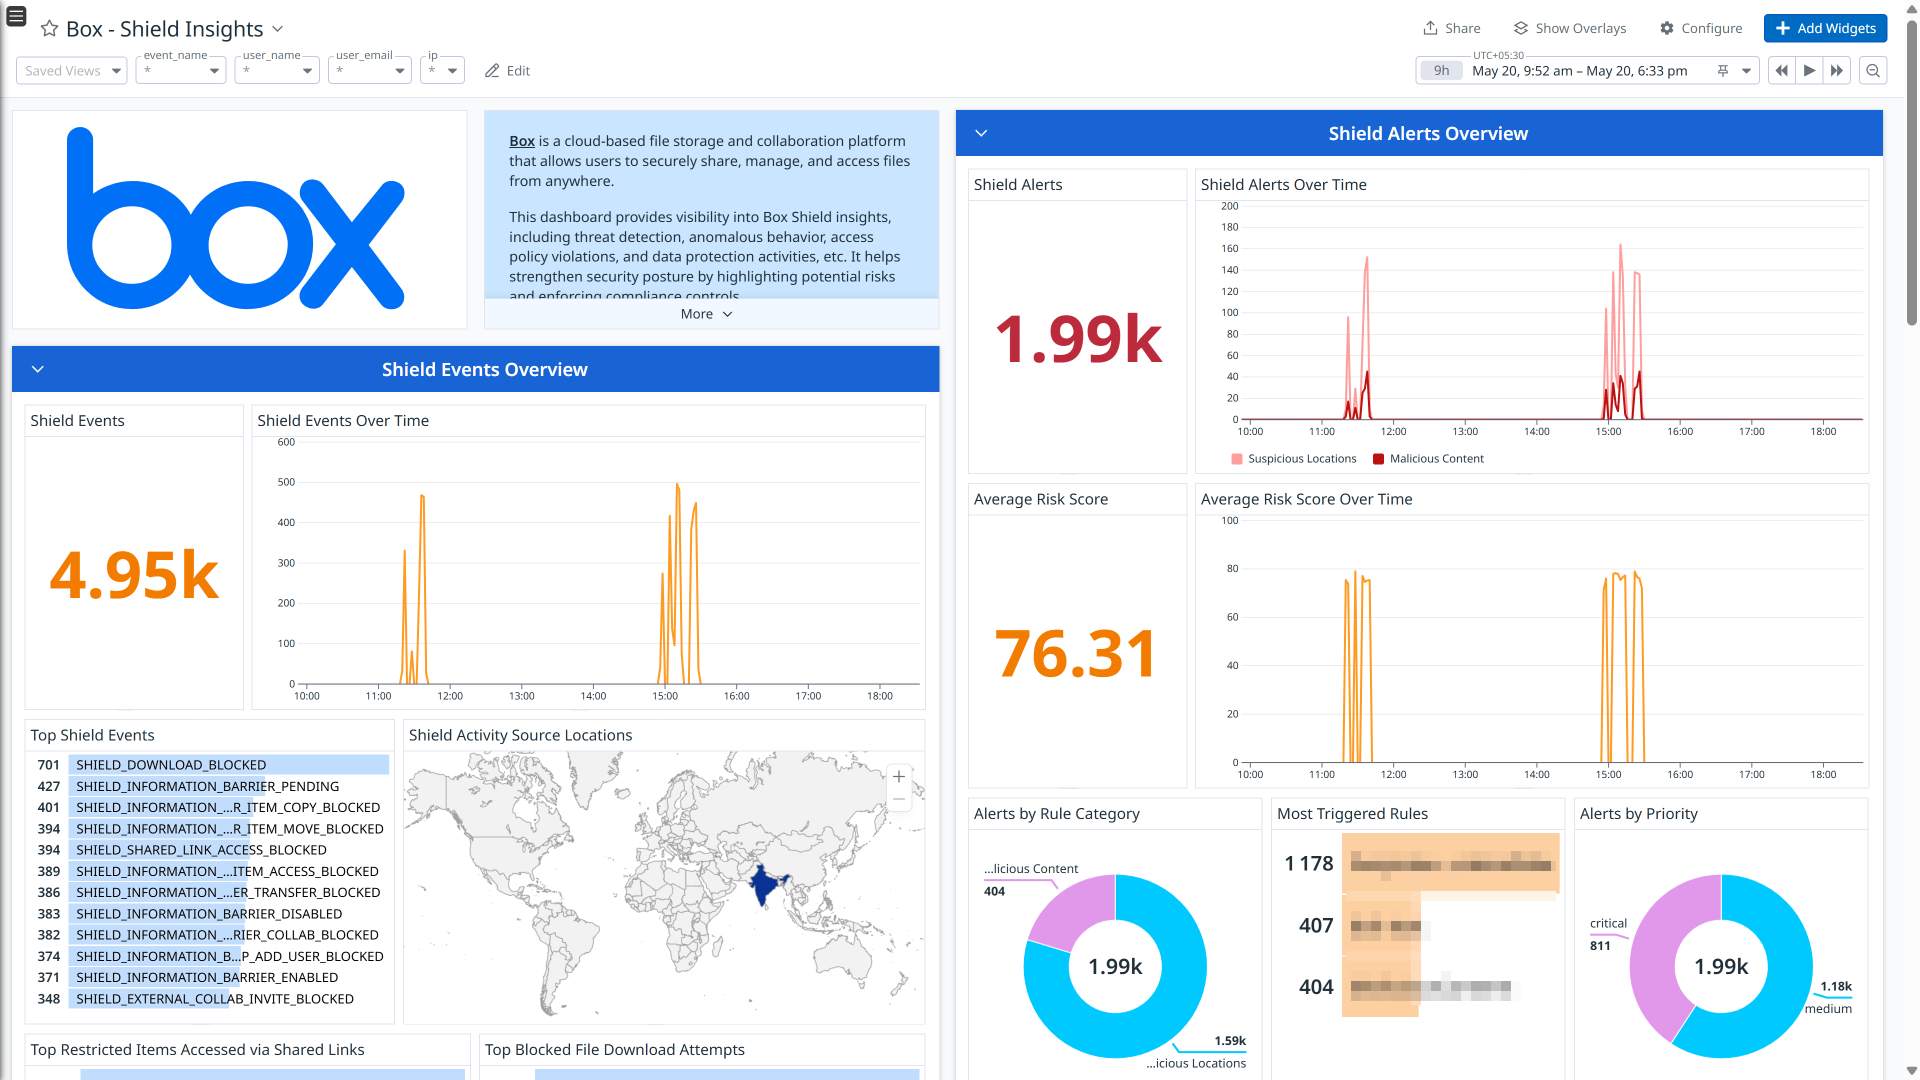 Box - Shield Insights
Share
Show Overlays
Configure
Add Widgets
Saved Views
event_name
*
user_name
*
user_email
*
ip
*
Edit
UTC+05:30
9h
May 20, 9:52 am – May 20, 6:33 pm
box
Box is a cloud-based file storage and collaboration platform
that allows users to securely share, manage, and access files
from anywhere.
This dashboard provides visibility into Box Shield insights,
including threat detection, anomalous behavior, access
policy violations, and data protection activities, etc. It helps
strengthen security posture by highlighting potential risks
and enforcing compliance controls.
More
Shield Events Overview
Shield Events
4.95k
Shield Events Over Time
600
500
400
300
200
100
0
10:00 11:00 12:00 13:00 14:00 15:00 16:00 17:00 18:00
Top Shield Events
701 SHIELD_DOWNLOAD_BLOCKED
427 SHIELD_INFORMATION_BARRIER_PENDING
401 SHIELD_INFORMATION_...R_ITEM_COPY_BLOCKED
394 SHIELD_INFORMATION_...R_ITEM_MOVE_BLOCKED
394 SHIELD_SHARED_LINK_ACCESS_BLOCKED
389 SHIELD_INFORMATION_...ITEM_ACCESS_BLOCKED
386 SHIELD_INFORMATION_...ER_TRANSFER_BLOCKED
383 SHIELD_INFORMATION_BARRIER_DISABLED
382 SHIELD_INFORMATION_...RIER_COLLAB_BLOCKED
374 SHIELD_INFORMATION_B...P_ADD_USER_BLOCKED
371 SHIELD_INFORMATION_BARRIER_ENABLED
348 SHIELD_EXTERNAL_COLLAB_INVITE_BLOCKED
Shield Activity Source Locations
+
−
Top Restricted Items Accessed via Shared Links
Top Blocked File Download Attempts
Shield Alerts Overview
Shield Alerts
1.99k
Shield Alerts Over Time
200
180
160
140
120
100
80
60
40
20
0
10:00 11:00 12:00 13:00 14:00 15:00 16:00 17:00 18:00
Suspicious Locations Malicious Content
Average Risk Score
76.31
Average Risk Score Over Time
100
80
60
40
20
0
10:00 11:00 12:00 13:00 14:00 15:00 16:00 17:00 18:00
Alerts by Rule Category
...licious Content
404
1.99k
1.59k
...icious Locations
Most Triggered Rules
1 178
407
404
Alerts by Priority
critical
811
1.99k
1.18k
medium